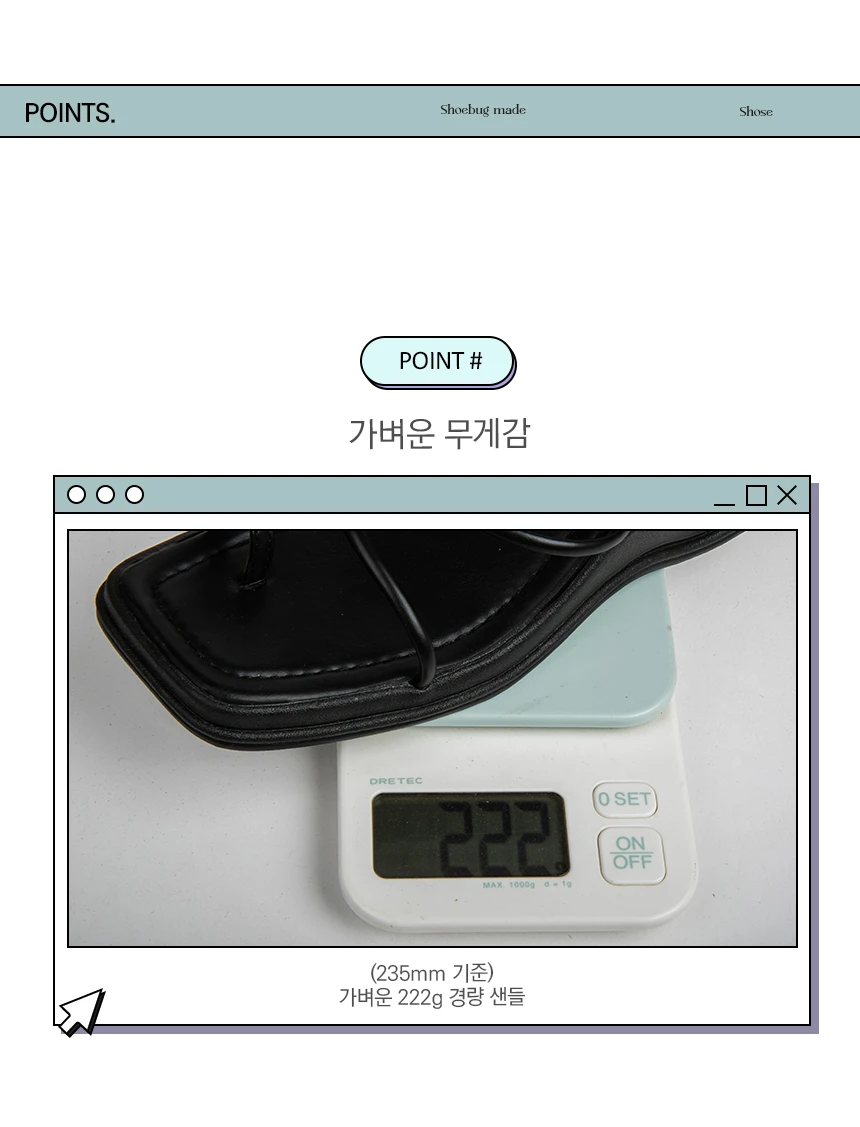 POINTS.
Shoebug made
Shose
POINT #
가벼운 무게감
DRETEC
222
g
0 SET
ON
OFF
MAX. 1000g d = 1g
(235mm 기준)
가벼운 222g 경량 샌들